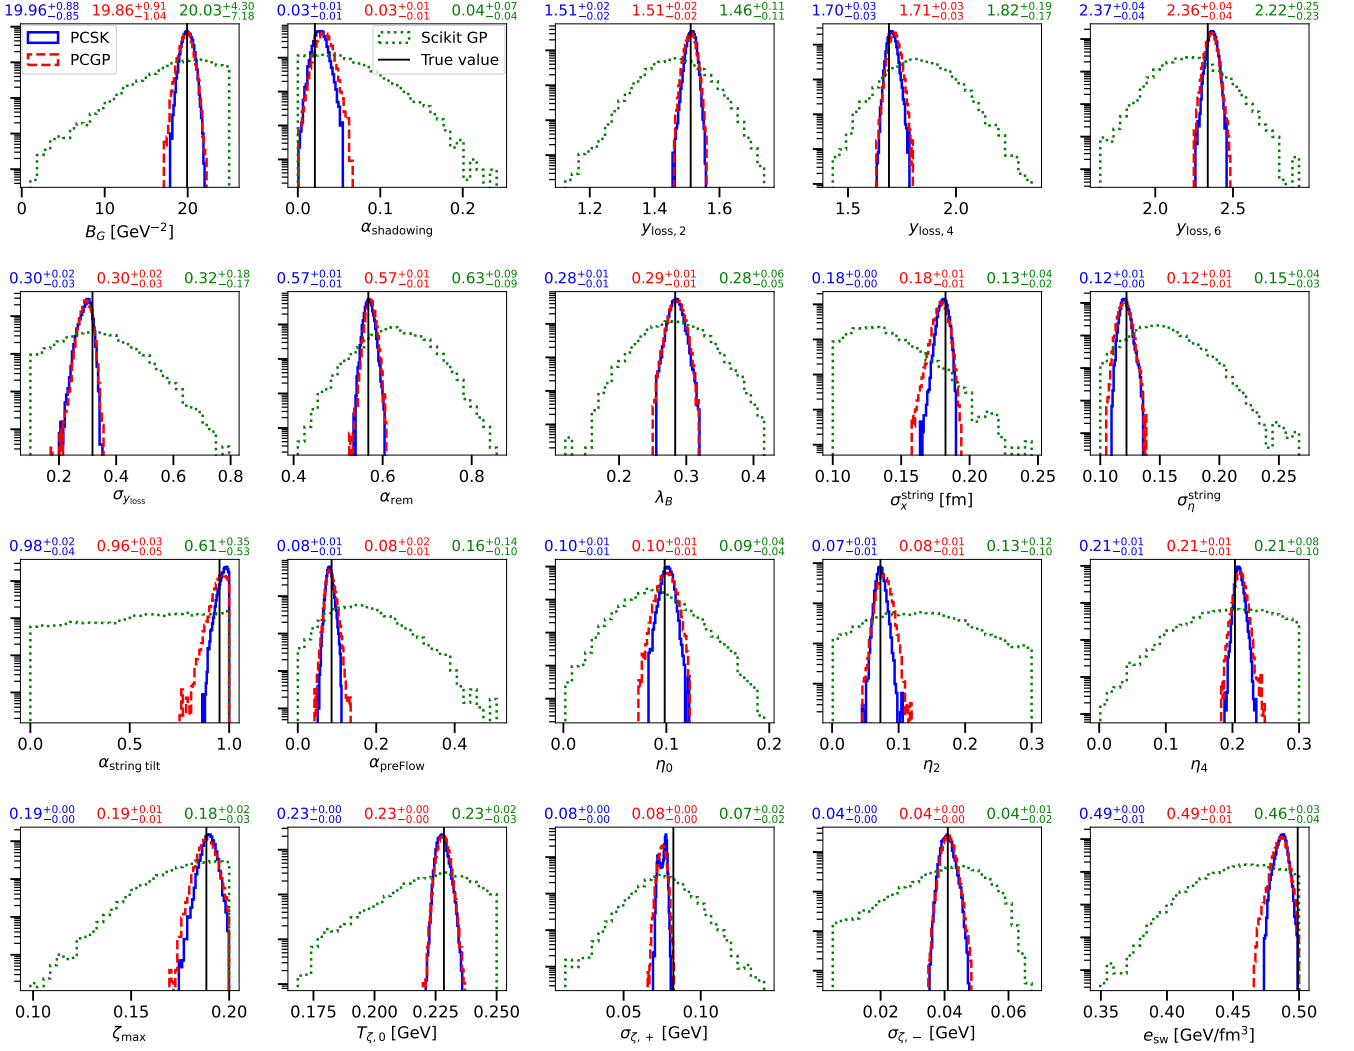 19.96+0.88−0.85 19.86+0.91−1.04 20.03+4.30−7.18
0.03+0.01−0.01 0.03+0.01−0.01 0.04+0.07−0.04
1.51+0.02−0.02 1.51+0.02−0.02 1.46+0.11−0.11
1.70+0.03−0.03 1.71+0.03−0.03 1.82+0.19−0.17
2.37+0.04−0.04 2.36+0.04−0.04 2.22+0.25−0.23
PCSK
PCGP
Scikit GP
True value
0 10 20
0.0 0.1 0.2
1.2 1.4 1.6
1.5 2.0
2.0 2.5
B_G [GeV⁻²]
α_shadowing
y_loss, 2
y_loss, 4
y_loss, 6
0.30+0.02−0.03 0.30+0.02−0.03 0.32+0.18−0.17
0.57+0.01−0.01 0.57+0.01−0.01 0.63+0.09−0.09
0.28+0.01−0.01 0.29+0.01−0.01 0.28+0.06−0.05
0.18+0.00−0.00 0.18+0.01−0.01 0.13+0.04−0.02
0.12+0.01−0.00 0.12+0.01−0.01 0.15+0.04−0.03
0.2 0.4 0.6 0.8
0.4 0.6 0.8
0.2 0.3 0.4
0.10 0.15 0.20 0.25
0.10 0.15 0.20 0.25
σ_y_loss
α_rem
λ_B
σ_x^string [fm]
σ_η^string
0.98+0.02−0.04 0.96+0.03−0.05 0.61+0.35−0.53
0.08+0.01−0.01 0.08+0.02−0.01 0.16+0.14−0.10
0.10+0.01−0.01 0.10+0.01−0.01 0.09+0.04−0.04
0.07+0.01−0.01 0.08+0.01−0.01 0.13+0.12−0.10
0.21+0.01−0.01 0.21+0.01−0.01 0.21+0.08−0.10
0.0 0.5 1.0
0.0 0.2 0.4
0.0 0.1 0.2
0.0 0.1 0.2 0.3
0.0 0.1 0.2 0.3
α_string tilt
α_preFlow
η₀
η₂
η₄
0.19+0.00−0.00 0.19+0.01−0.01 0.18+0.02−0.03
0.23+0.00−0.00 0.23+0.00−0.00 0.23+0.02−0.03
0.08+0.00−0.00 0.08+0.00−0.00 0.07+0.02−0.02
0.04+0.00−0.00 0.04+0.00−0.00 0.04+0.01−0.02
0.49+0.00−0.01 0.49+0.01−0.01 0.46+0.03−0.04
0.10 0.15 0.20
0.175 0.200 0.225 0.250
0.05 0.10
0.02 0.04 0.06
0.35 0.40 0.45 0.50
ζ_max
T_ζ, 0 [GeV]
σ_ζ, + [GeV]
σ_ζ, − [GeV]
e_sw [GeV/fm³]